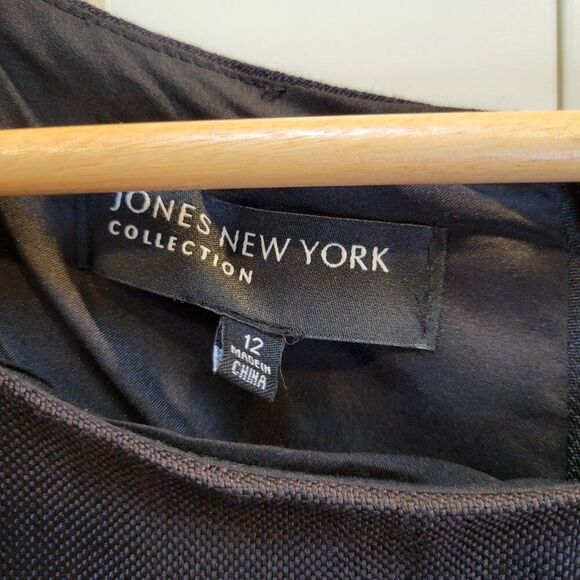 JONES NEW YORK
COLLECTION
12
MADE IN
CHINA